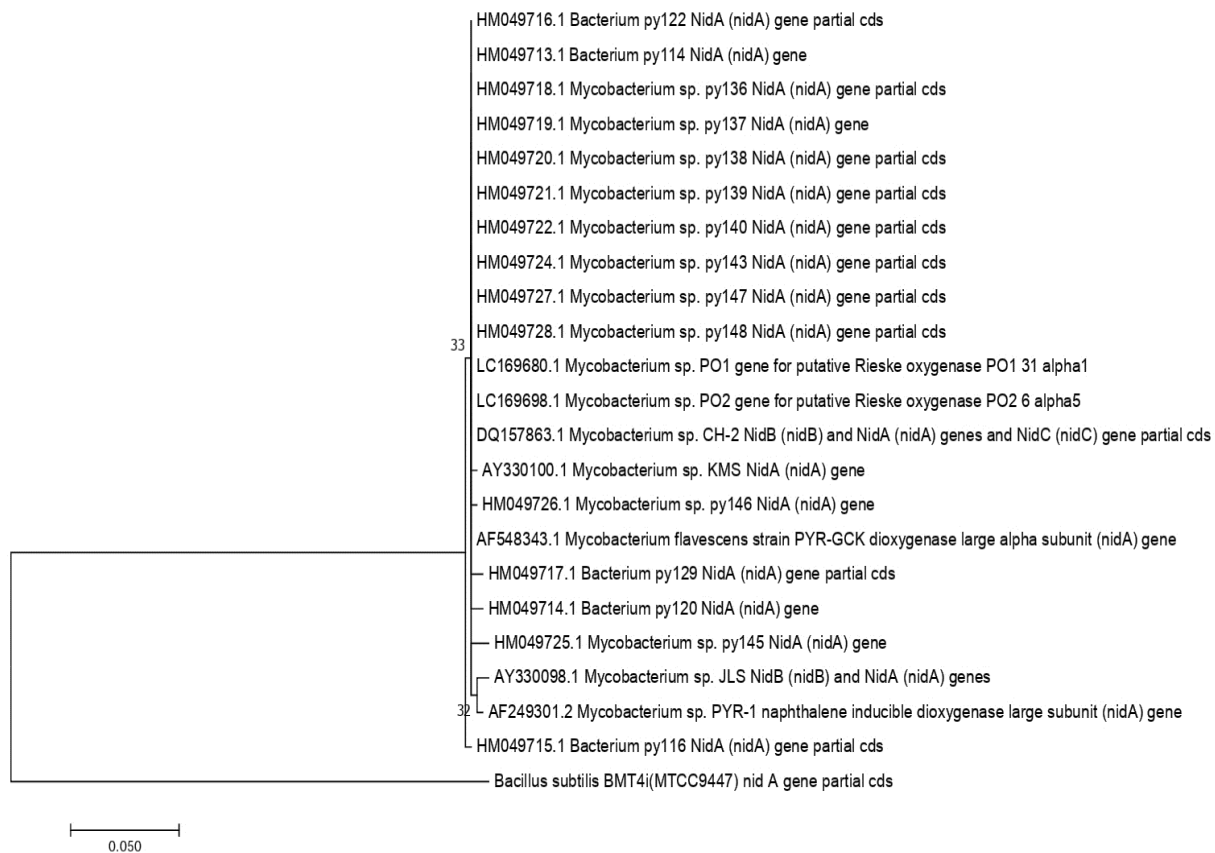 HM049716.1 Bacterium py122 NidA (nidA) gene partial cds
HM049713.1 Bacterium py114 NidA (nidA) gene
HM049718.1 Mycobacterium sp. py136 NidA (nidA) gene partial cds
HM049719.1 Mycobacterium sp. py137 NidA (nidA) gene
HM049720.1 Mycobacterium sp. py138 NidA (nidA) gene partial cds
HM049721.1 Mycobacterium sp. py139 NidA (nidA) gene partial cds
HM049722.1 Mycobacterium sp. py140 NidA (nidA) gene partial cds
HM049724.1 Mycobacterium sp. py143 NidA (nidA) gene partial cds
HM049727.1 Mycobacterium sp. py147 NidA (nidA) gene partial cds
HM049728.1 Mycobacterium sp. py148 NidA (nidA) gene partial cds
33
LC169680.1 Mycobacterium sp. PO1 gene for putative Rieske oxygenase PO1 31 alpha1
LC169698.1 Mycobacterium sp. PO2 gene for putative Rieske oxygenase PO2 6 alpha5
DQ157863.1 Mycobacterium sp. CH-2 NidB (nidB) and NidA (nidA) genes and NidC (nidC) gene partial cds
AY330100.1 Mycobacterium sp. KMS NidA (nidA) gene
HM049726.1 Mycobacterium sp. py146 NidA (nidA) gene
AF548343.1 Mycobacterium flavescens strain PYR-GCK dioxygenase large alpha subunit (nidA) gene
HM049717.1 Bacterium py129 NidA (nidA) gene partial cds
HM049714.1 Bacterium py120 NidA (nidA) gene
HM049725.1 Mycobacterium sp. py145 NidA (nidA) gene
AY330098.1 Mycobacterium sp. JLS NidB (nidB) and NidA (nidA) genes
32 AF249301.2 Mycobacterium sp. PYR-1 naphthalene inducible dioxygenase large subunit (nidA) gene
HM049715.1 Bacterium py116 NidA (nidA) gene partial cds
Bacillus subtilis BMT4i(MTCC9447) nid A gene partial cds
0.050